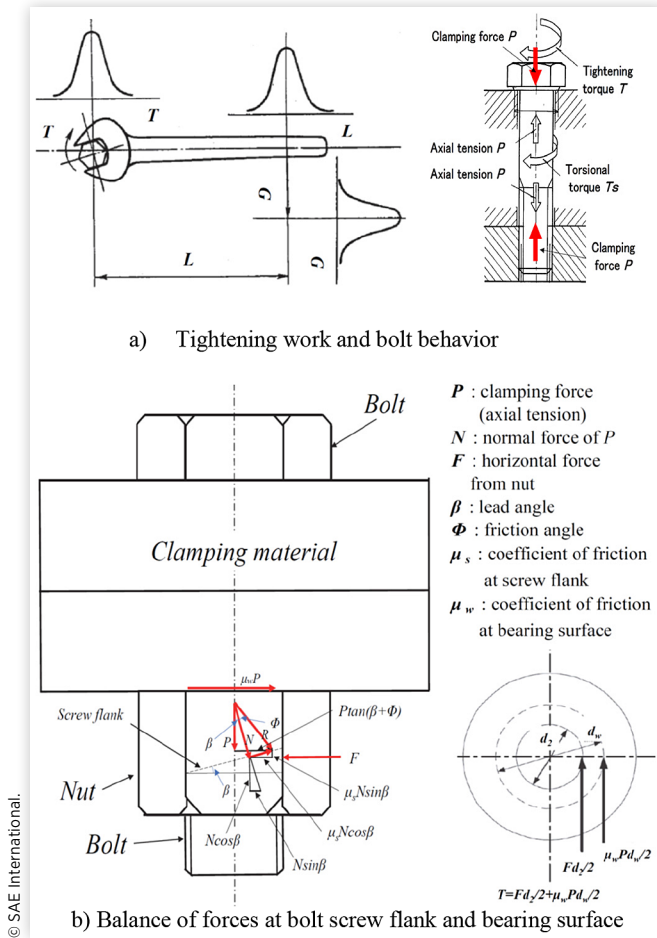 Clamping force P
Tightening
torque T
T
T
L
Axial tension P
Axial tension P
Torsional
torque Ts
G
L
G
Clamping
force P
a) Tightening work and bolt behavior
Bolt
P : clamping force
(axial tension)
N : normal force of P
F : horizontal force
from nut
β : lead angle
Φ : friction angle
μs : coefficient of friction
at screw flank
μw : coefficient of friction
at bearing surface
Clamping material
μwP
Screw flank
Φ
Ptan(β+Φ)
β
P
N
R
F
β
μsNsinβ
Nut
Ncosβ
μsNcosβ
Bolt
Nsinβ
d2
dw
μwPdw/2
Fd2/2
T=Fd2/2+μwPdw/2
b) Balance of forces at bolt screw flank and bearing surface
© SAE International.